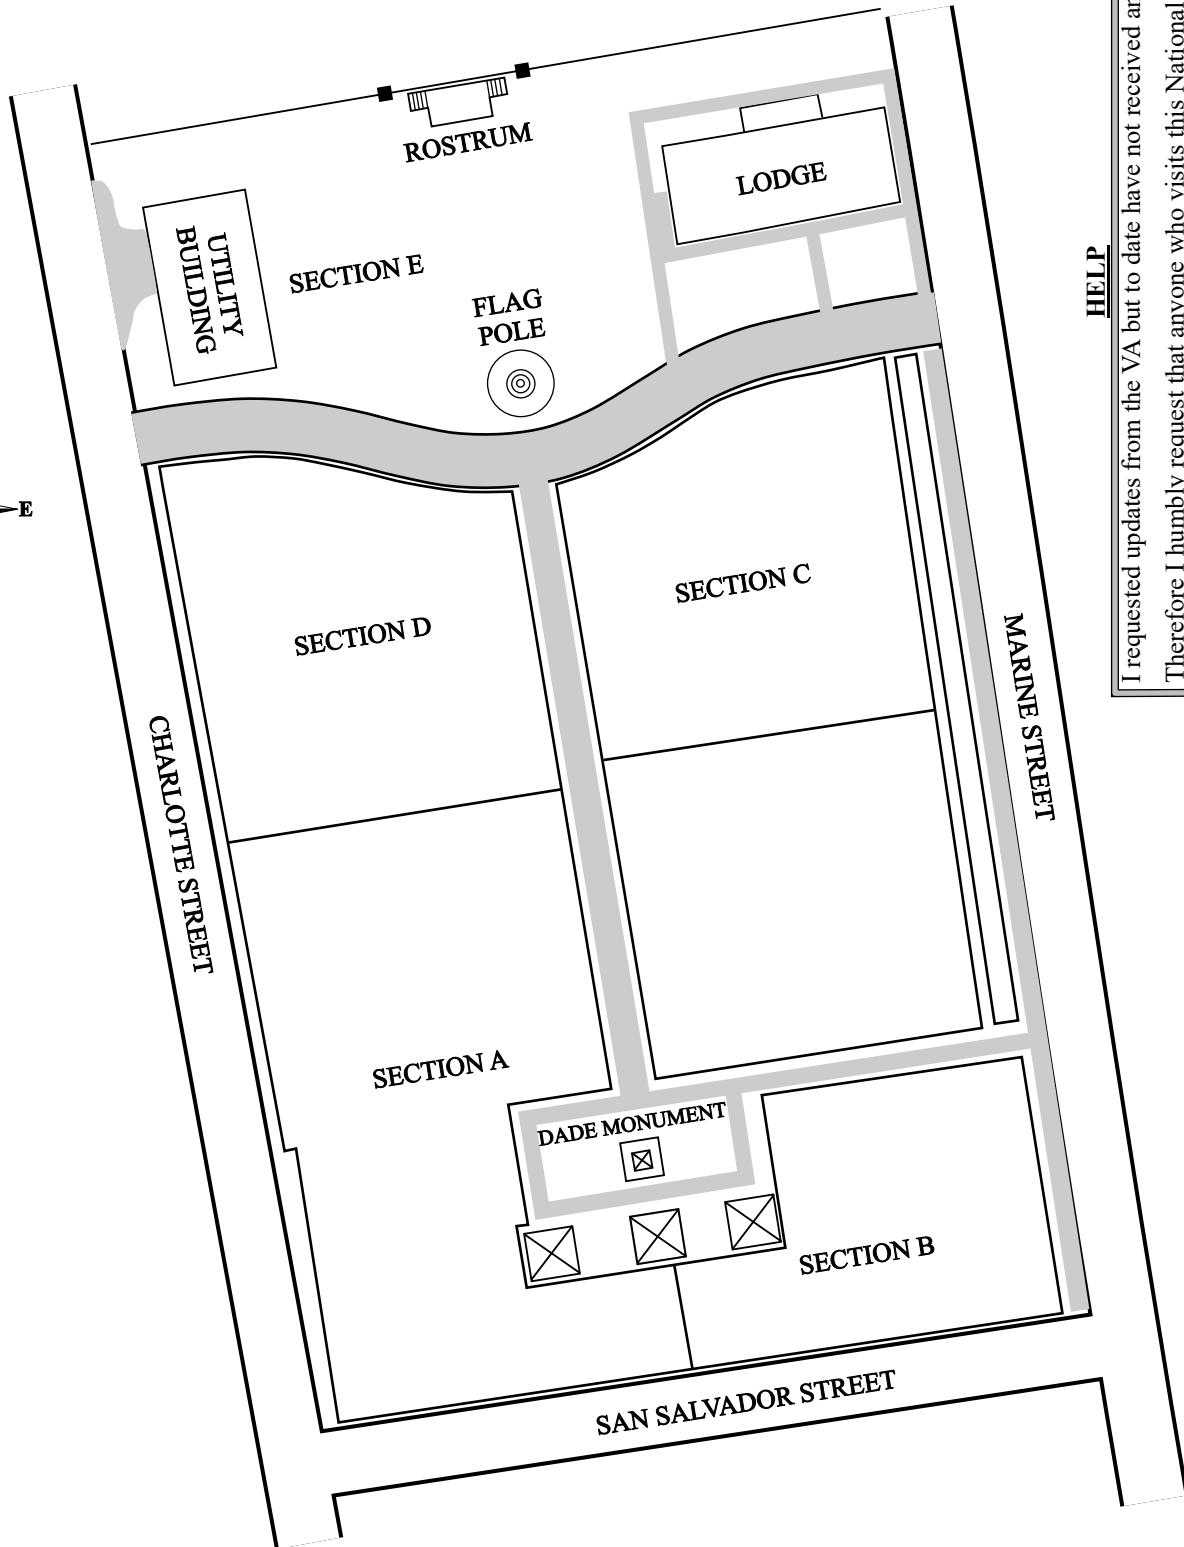 ROSTRUM
LODGE
UTILITY
BUILDING
SECTION E
FLAG
POLE
E
SECTION D
SECTION C
CHARLOTTE STREET
MARINE STREET
SECTION A
DADE MONUMENT
SECTION B
SAN SALVADOR STREET
HELP
I requested updates from the VA but to date have not received
Therefore I humbly request that anyone who visits this National